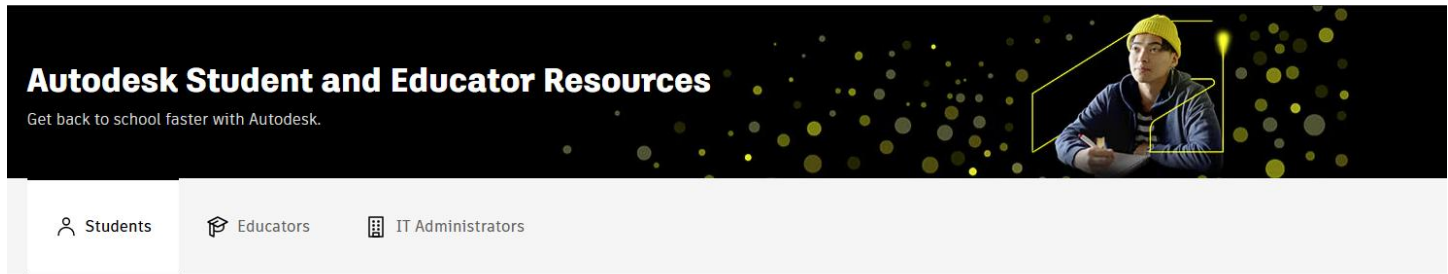 Autodesk Student and Educator Resources
Get back to school faster with Autodesk.
Students Educators IT Administrators